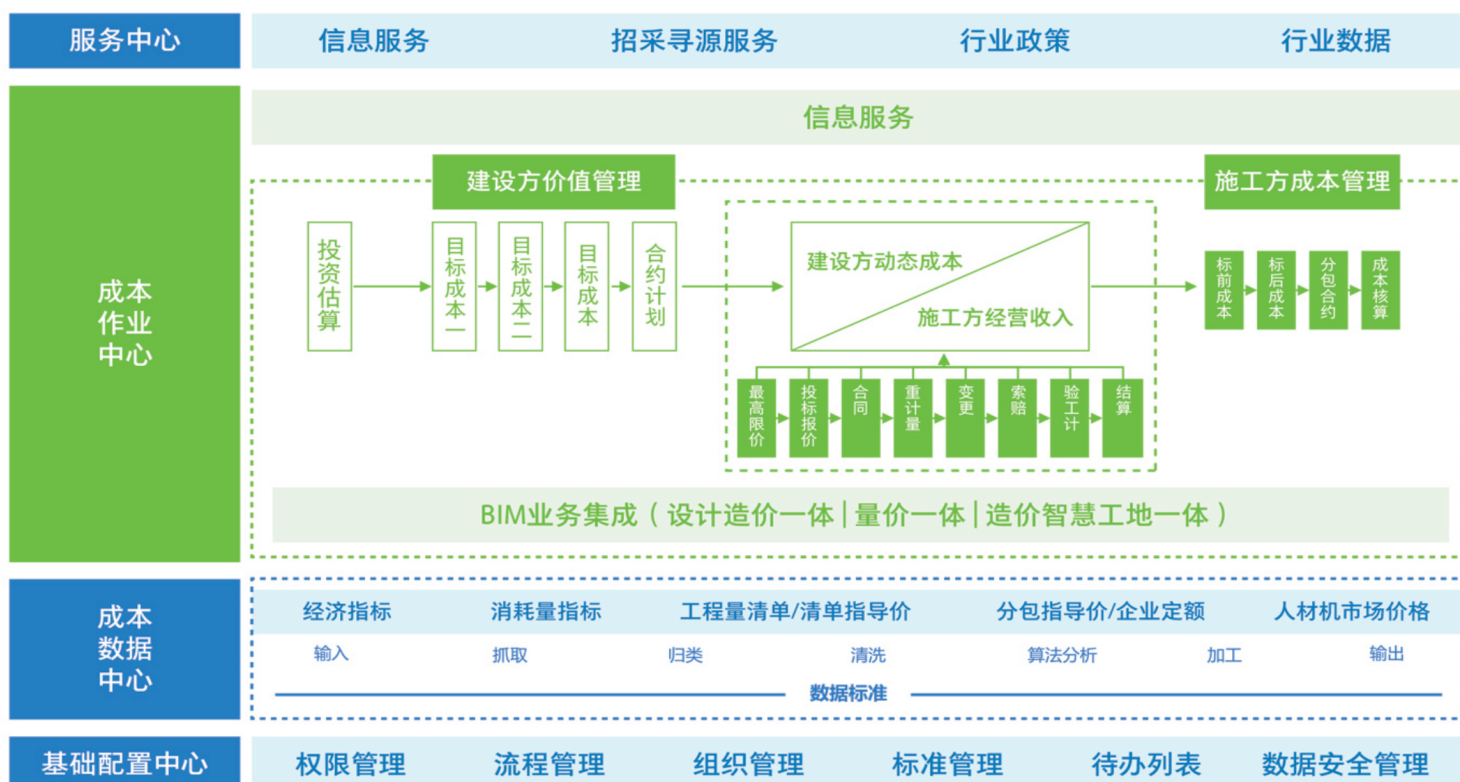 服务中心
信息服务 招采寻源服务 行业政策 行业数据
成本
作业
中心
信息服务
建设方价值管理
施工方成本管理
投资估算
目标成本一
目标成本二
目标成本
合约计划
建设方动态成本
施工方经营收入
标前成本
标后成本
分包合约
成本核算
最高限价
投标报价
合同
重计量
变更
索赔
验工计
结算
BIM业务集成（设计造价一体|量价一体|造价智慧工地一体）
成本
数据
中心
经济指标 消耗量指标 工程量清单/清单指导价 分包指导价/企业定额 人材机市场价格
输入 抓取 归类 清洗 算法分析 加工 输出
数据标准
基础配置中心
权限管理 流程管理 组织管理 标准管理 待办列表 数据安全管理